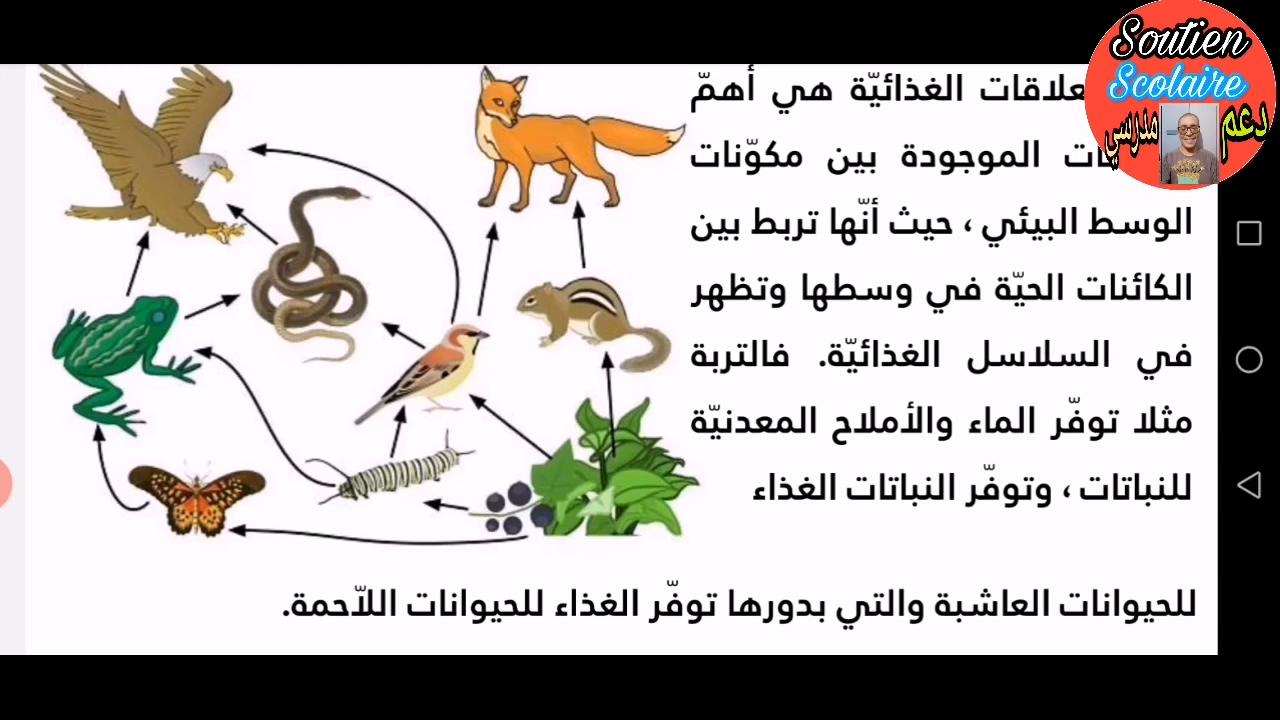 Soutien
Scolaire
دعم
مدرسي
الغذائيّة هي أهمّ
الموجودة بين مكوّنات
الوسط البيئي، حيث أنّها تربط بين
الكائنات الحيّة في وسطها وتظهر
في السلاسل الغذائيّة. فالتربة
مثلا توفّر الماء والأملاح المعدنيّة
للنباتات، وتوفّر النباتات الغذاء
للحيوانات العاشبة والتي بدورها توفّر الغذاء للحيوانات اللاّحمة.